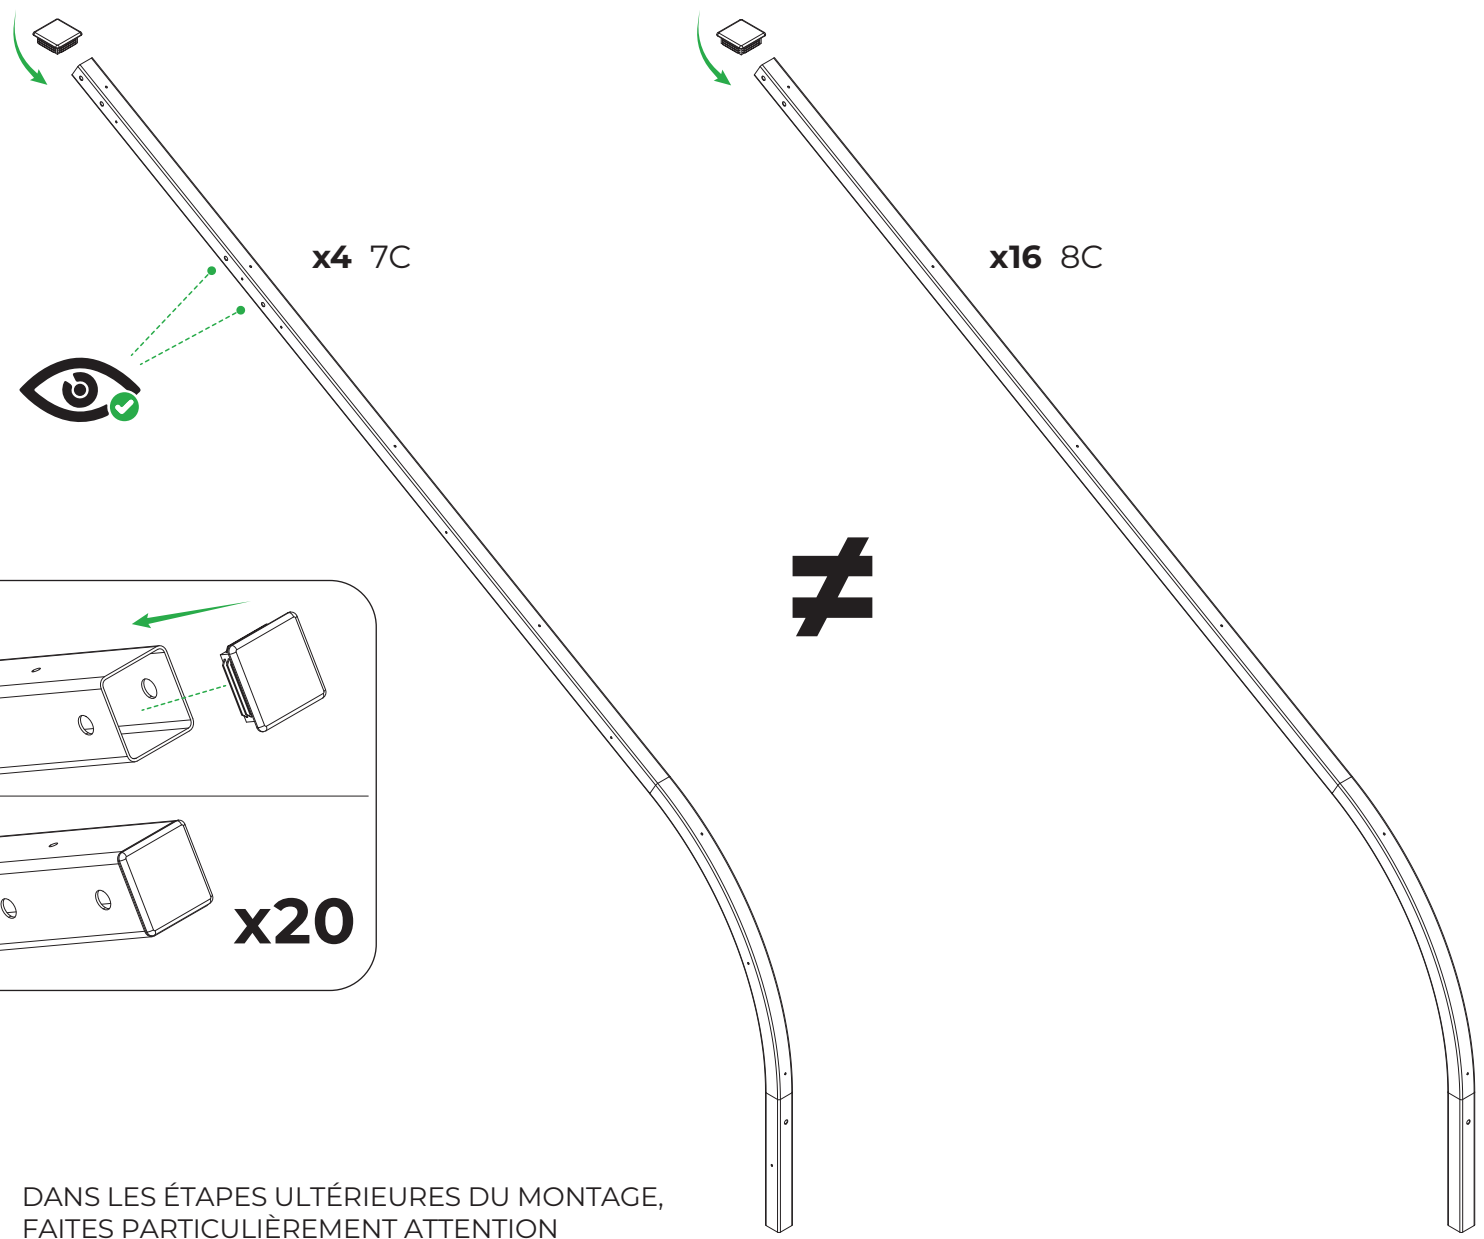 x4 7C
x16 8C
x20
DANS LES ÉTAPES ULTÉRIEURES DU MONTAGE,
FAITES PARTICULIÈREMENT ATTENTION